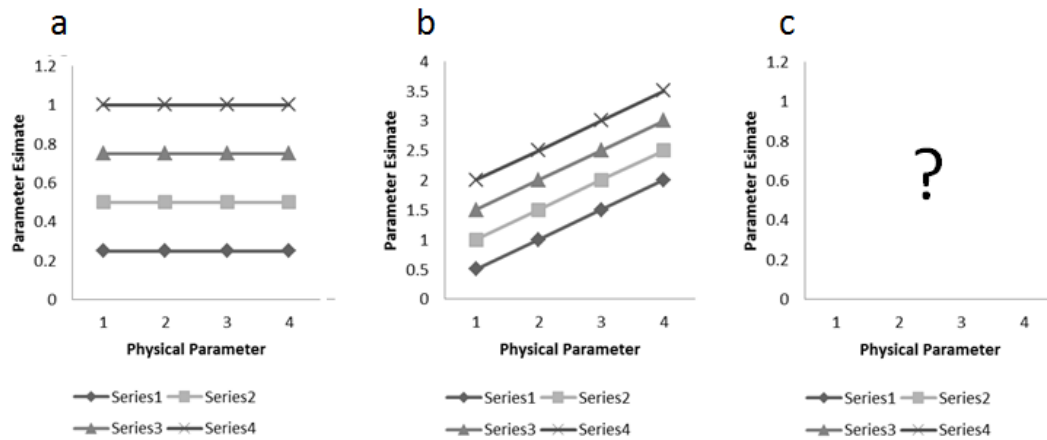 a
Parameter Esimate
1.2
1
0.8
0.6
0.4
0.2
0
1 2 3 4
Physical Parameter
Series1 Series2
Series3 Series4
b
Parameter Esimate
4
3.5
3
2.5
2
1.5
1
0.5
0
1 2 3 4
Physical Parameter
Series1 Series2
Series3 Series4
c
Parameter Esimate
1.2
1
0.8
0.6
0.4
0.2
0
?
1 2 3 4
Physical Parameter
Series1 Series2
Series3 Series4